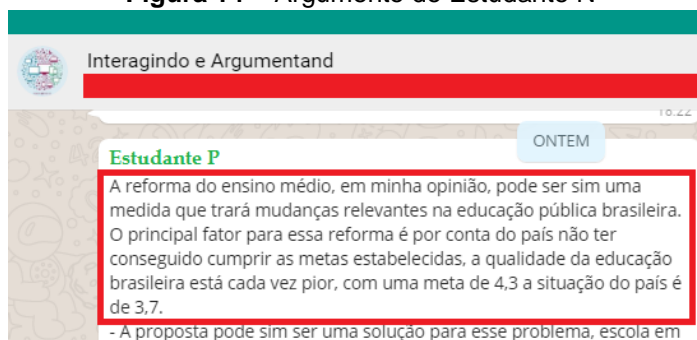 Argumento do Estudante
Interagindo e Argumentand
18:22
ONTEM
Estudante P
A reforma do ensino médio, em minha opinião, pode ser sim uma
medida que trará mudanças relevantes na educação pública brasileira.
O principal fator para essa reforma é por conta do país não ter
conseguido cumprir as metas estabelecidas, a qualidade da educação
brasileira está cada vez pior, com uma meta de 4,3 a situação do país é
de 3,7.
- A proposta pode sim ser uma solução para esse problema, escola em